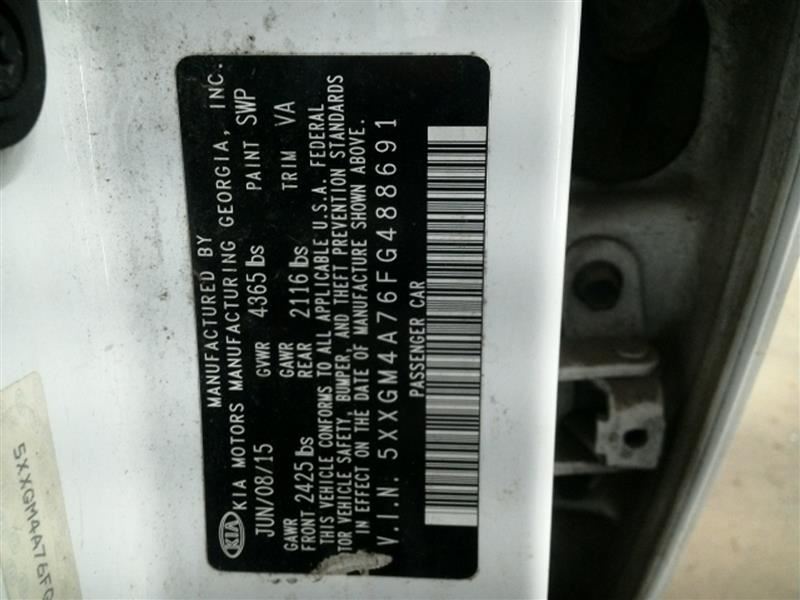 KIA
MANUFACTURED BY
KIA MOTORS MANUFACTURING GEORGIA, INC.
JUN/08/15 GVWR 4365 lbs PAINT SWP
GAWR FRONT 2425 lbs GAWR REAR 2116 lbs TRIM VA
THIS VEHICLE CONFORMS TO ALL APPLICABLE U.S.A. FEDERAL
TOR VEHICLE SAFETY, BUMPER, AND THEFT PREVENTION STANDARDS
IN EFFECT ON THE DATE OF MANUFACTURE SHOWN ABOVE.
V.I.N. 5XXGM4A76FG488691
PASSENGER CAR
5XXGM4A76FG